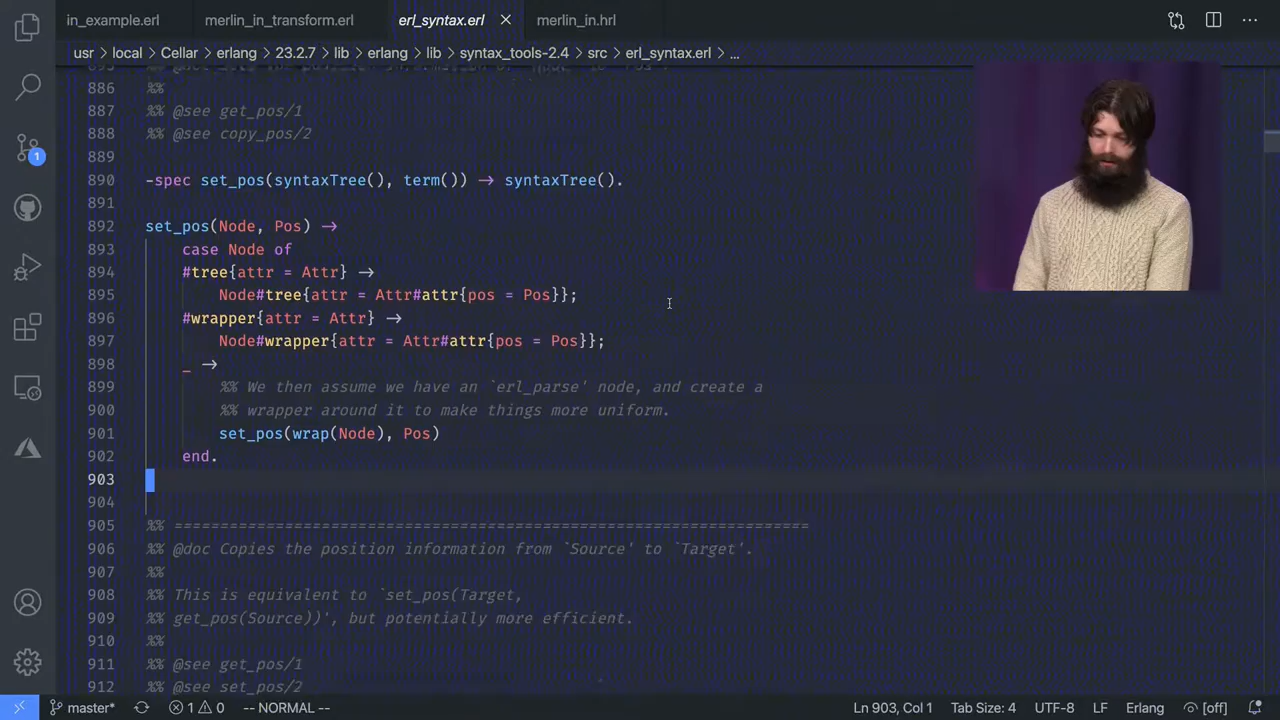 in_example.erl merlin_in_transform.erl erl_syntax.erl merlin_in.hrl
usr › local › Cellar › erlang › 23.2.7 › lib › erlang › lib › syntax_tools-2.4 › src › erl_syntax.erl › ...
886 %%
887 %% @see get_pos/1
888 %% @see copy_pos/2
889
890 -spec set_pos(syntaxTree(), term()) -> syntaxTree().
891
892 set_pos(Node, Pos) ->
893 case Node of
894 #tree{attr = Attr} ->
895 Node#tree{attr = Attr#attr{pos = Pos}};
896 #wrapper{attr = Attr} ->
897 Node#wrapper{attr = Attr#attr{pos = Pos}};
898 _ ->
899 %% We then assume we have an `erl_parse' node, and create a
900 %% wrapper around it to make things more uniform.
901 set_pos(wrap(Node), Pos)
902 end.
903
904
905 %% =====================================================================
906 %% @doc Copies the position information from `Source' to `Target'.
907 %%
908 %% This is equivalent to `set_pos(Target,
909 %% get_pos(Source))', but potentially more efficient.
910 %%
911 %% @see get_pos/1
912 %% @see set_pos/2
1
master* 1 0 -- NORMAL -- Ln 903, Col 1 Tab Size: 4 UTF-8 LF Erlang [off]